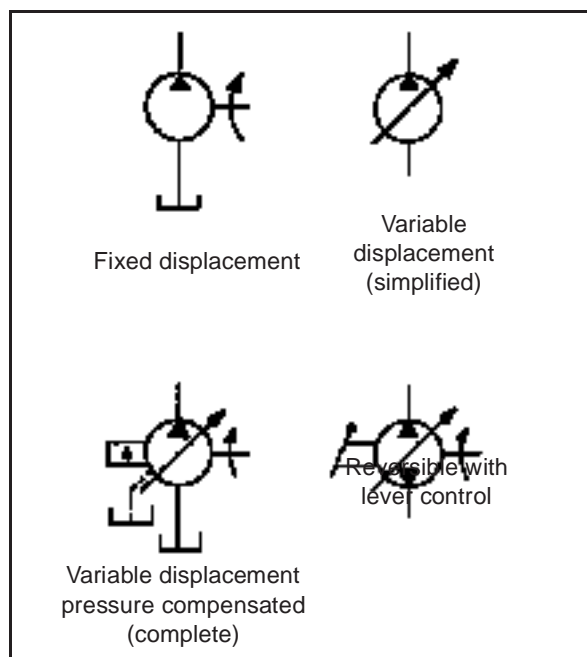 Fixed displacement
Variable
displacement
(simplified)
Reversible with
lever control
Variable displacement
pressure compensated
(complete)